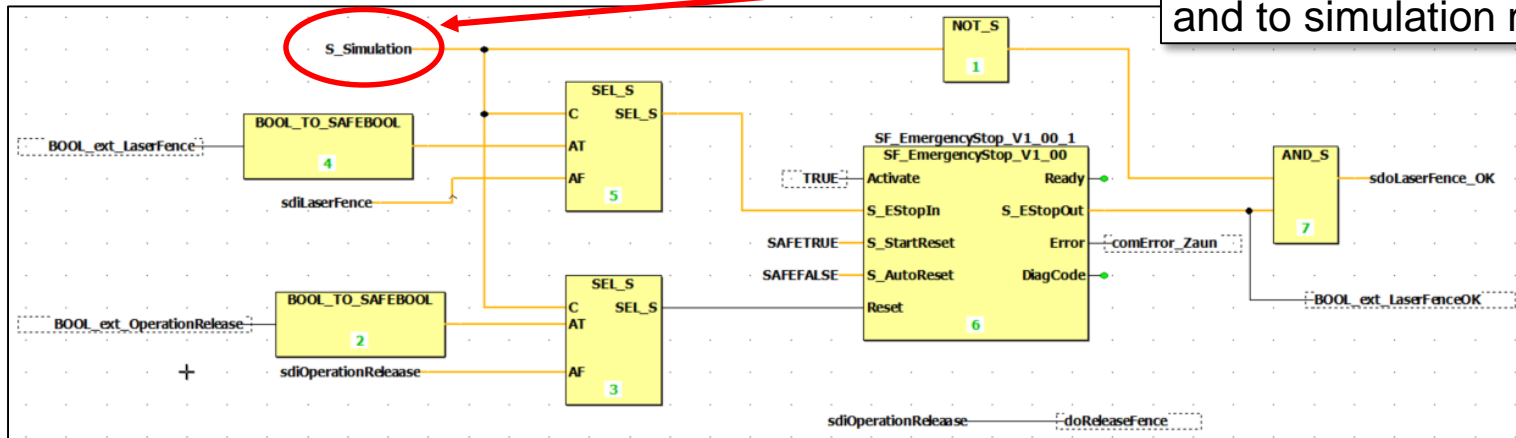 and to simulation
S_Simulation
NOT_S
1
SEL_S
C SEL_S
AT
AF
5
BOOL_TO_SAFEBOOL
4
BOOL_ext_LaserFence
sdiLaserFence
SF_EmergencyStop_V1_00_1
SF_EmergencyStop_V1_00
TRUE Activate Ready
S_EStopIn S_EStopOut
SAFETRUE S_StartReset Error comError_Zaun
SAFEFALSE S_AutoReset DiagCode
Reset
6
AND_S
7
sdoLaserFence_OK
BOOL_ext_LaserFenceOK
SEL_S
C SEL_S
AT
AF
3
BOOL_TO_SAFEBOOL
2
BOOL_ext_OperationRelease
sdiOperationReleaase
sdiOperationReleaase doReleaseFence